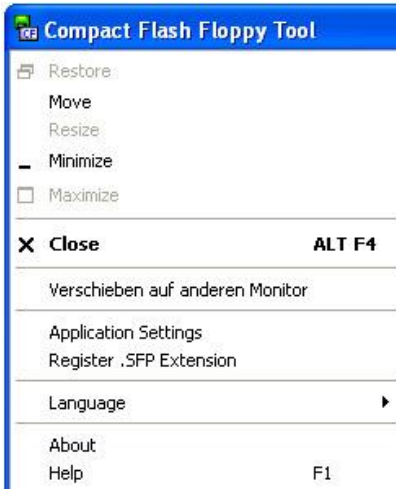 CF Compact Flash Floppy Tool
Restore
Move
Resize
Minimize
Maximize
Close ALT F4
Verschieben auf anderen Monitor
Application Settings
Register .SFP Extension
Language
About
Help F1